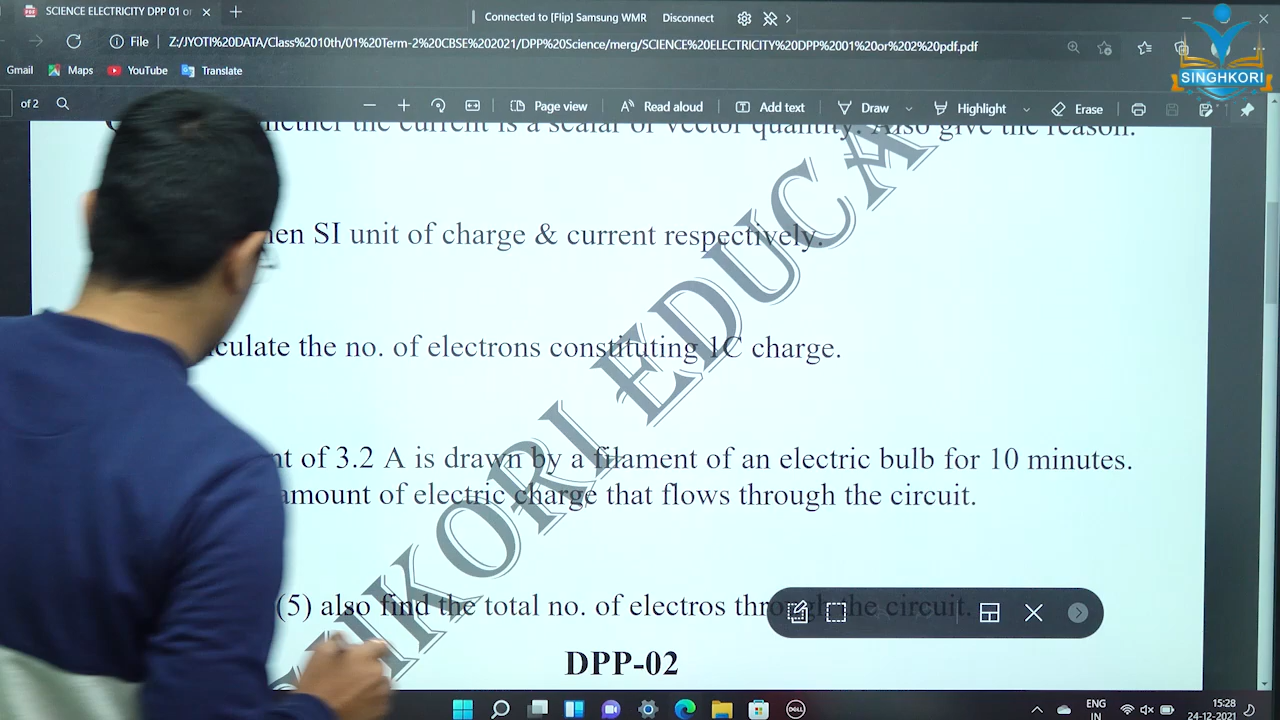 SCIENCE ELECTRICITY DPP 01 o
Connected to [Flip] Samsung WMR Disconnect
File Z:/JYOTI%20DATA/Class%2010th/01%20Term-2%20CBSE%202021/DPP%20Science/merg/SCIENCE%20ELECTRICITY%20DPP%2001%20or%202%20pdf.pdf
SINGHKORI
Gmail Maps YouTube Translate
of 2 Page view Read aloud Add text Draw Highlight Erase
hether the current is a scalar or vector quantity. Also give the reason.
hen SI unit of charge & current respectively.
culate the no. of electrons constituting 1C charge.
nt of 3.2 A is drawn by a filament of an electric bulb for 10 minutes.
amount of electric charge that flows through the circuit.
(5) also find the total no. of electros through the circuit.
DPP-02
HKORI EDUCA
DELL
ENG
IN
15:28
24-12-2021